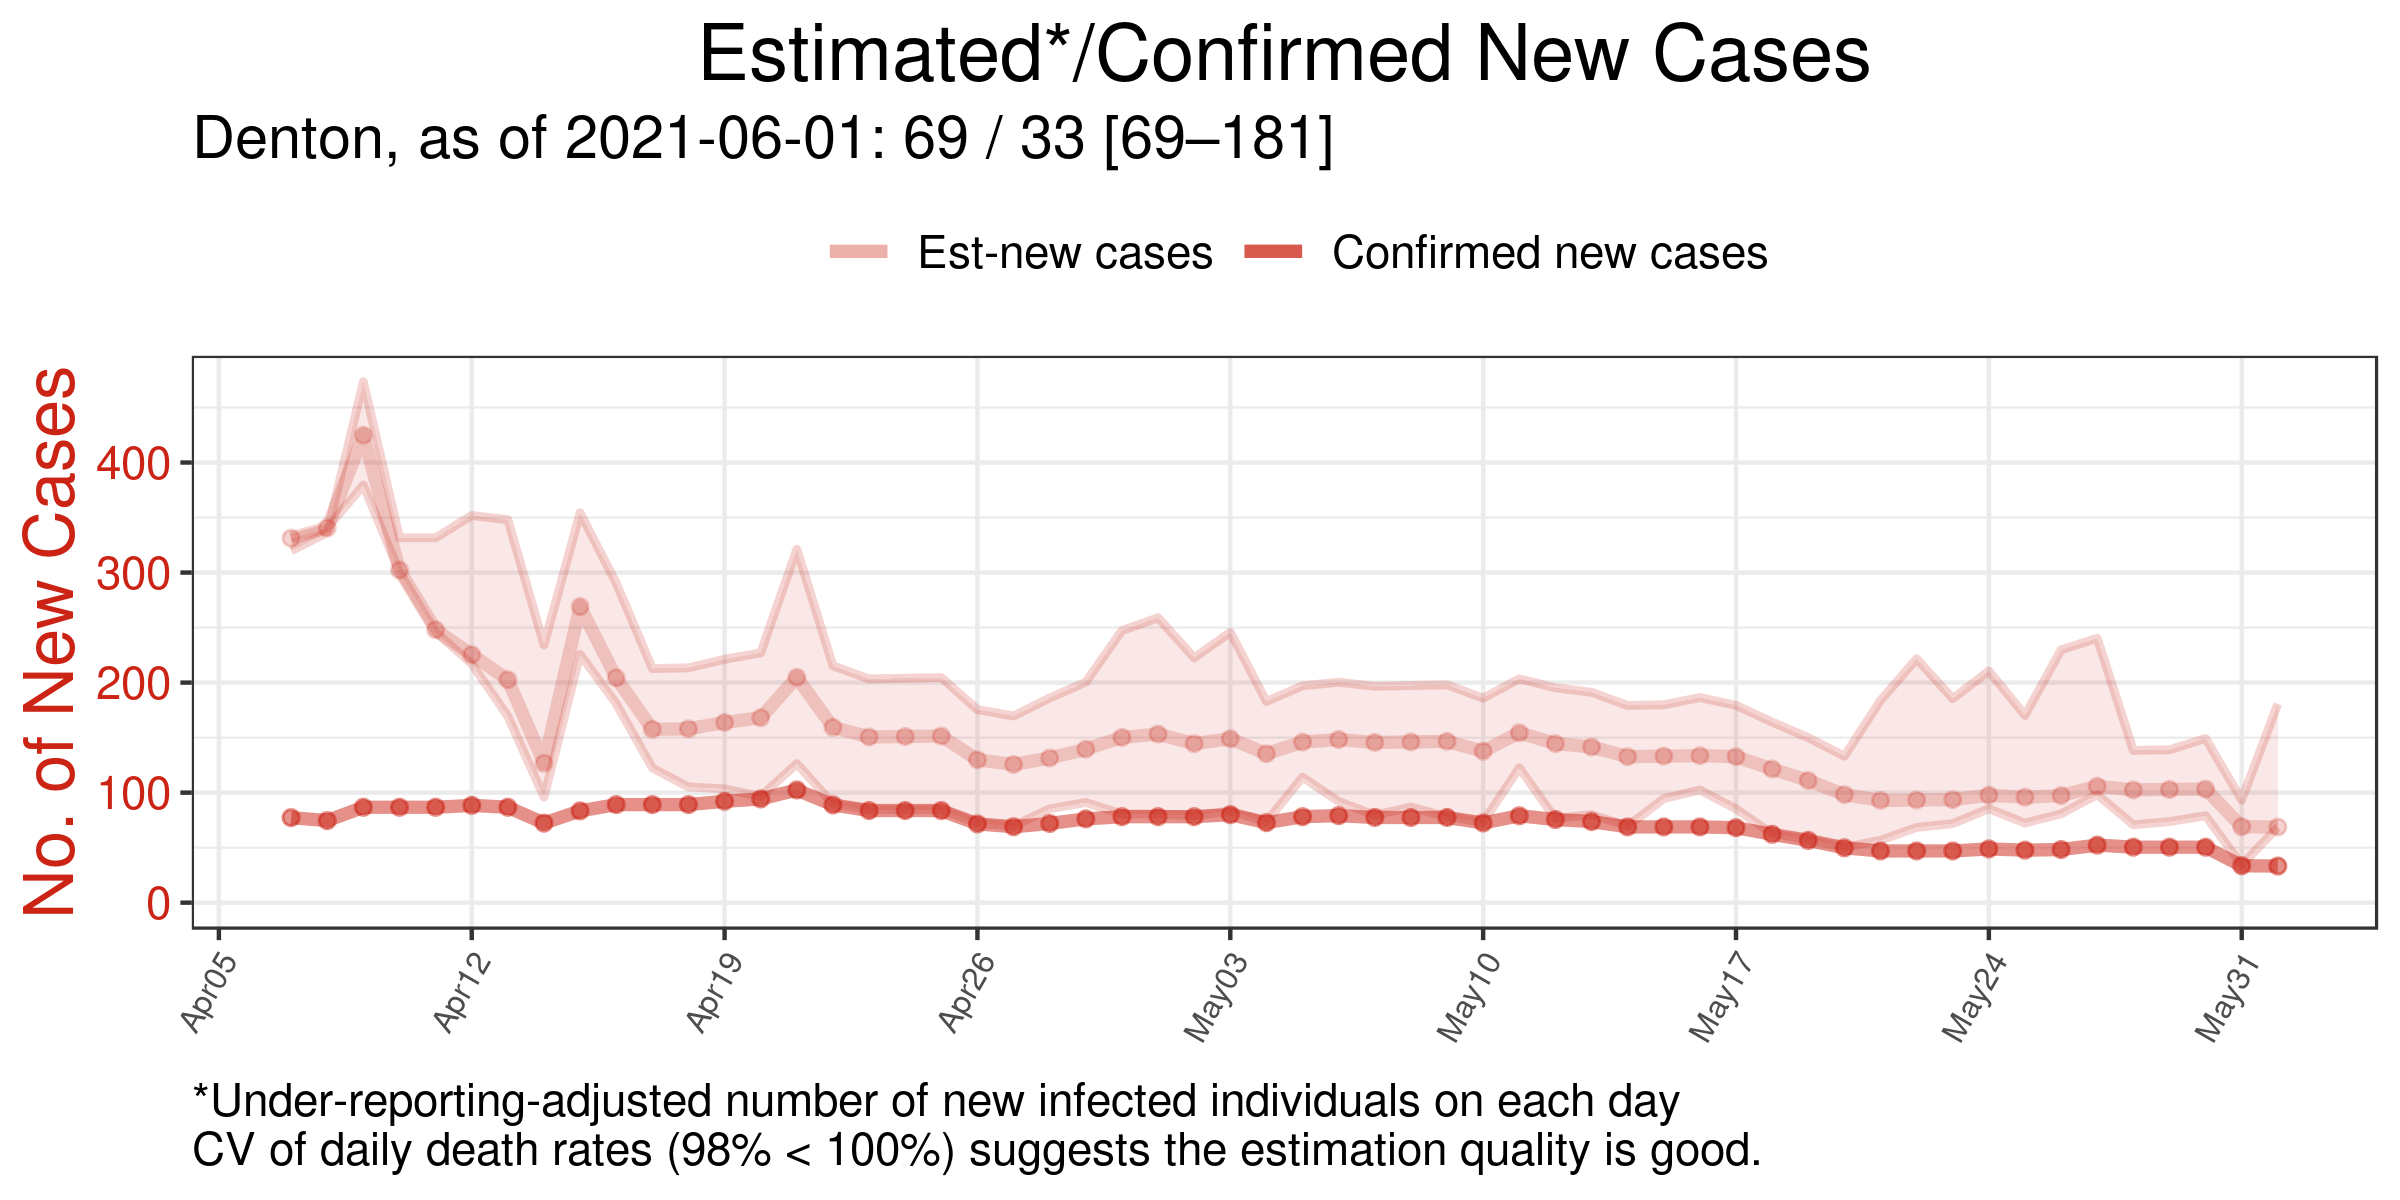 Estimated*/Confirmed New Cases
Denton, as of 2021-06-01: 69 / 33 [69–181]
Est-new cases Confirmed new cases
No. of New Cases
400
300
200
100
0
Apr05 Apr12 Apr19 Apr26 May03 May10 May17 May24 May31
*Under-reporting-adjusted number of new infected individuals on each day
CV of daily death rates (98% < 100%) suggests the estimation quality is good.